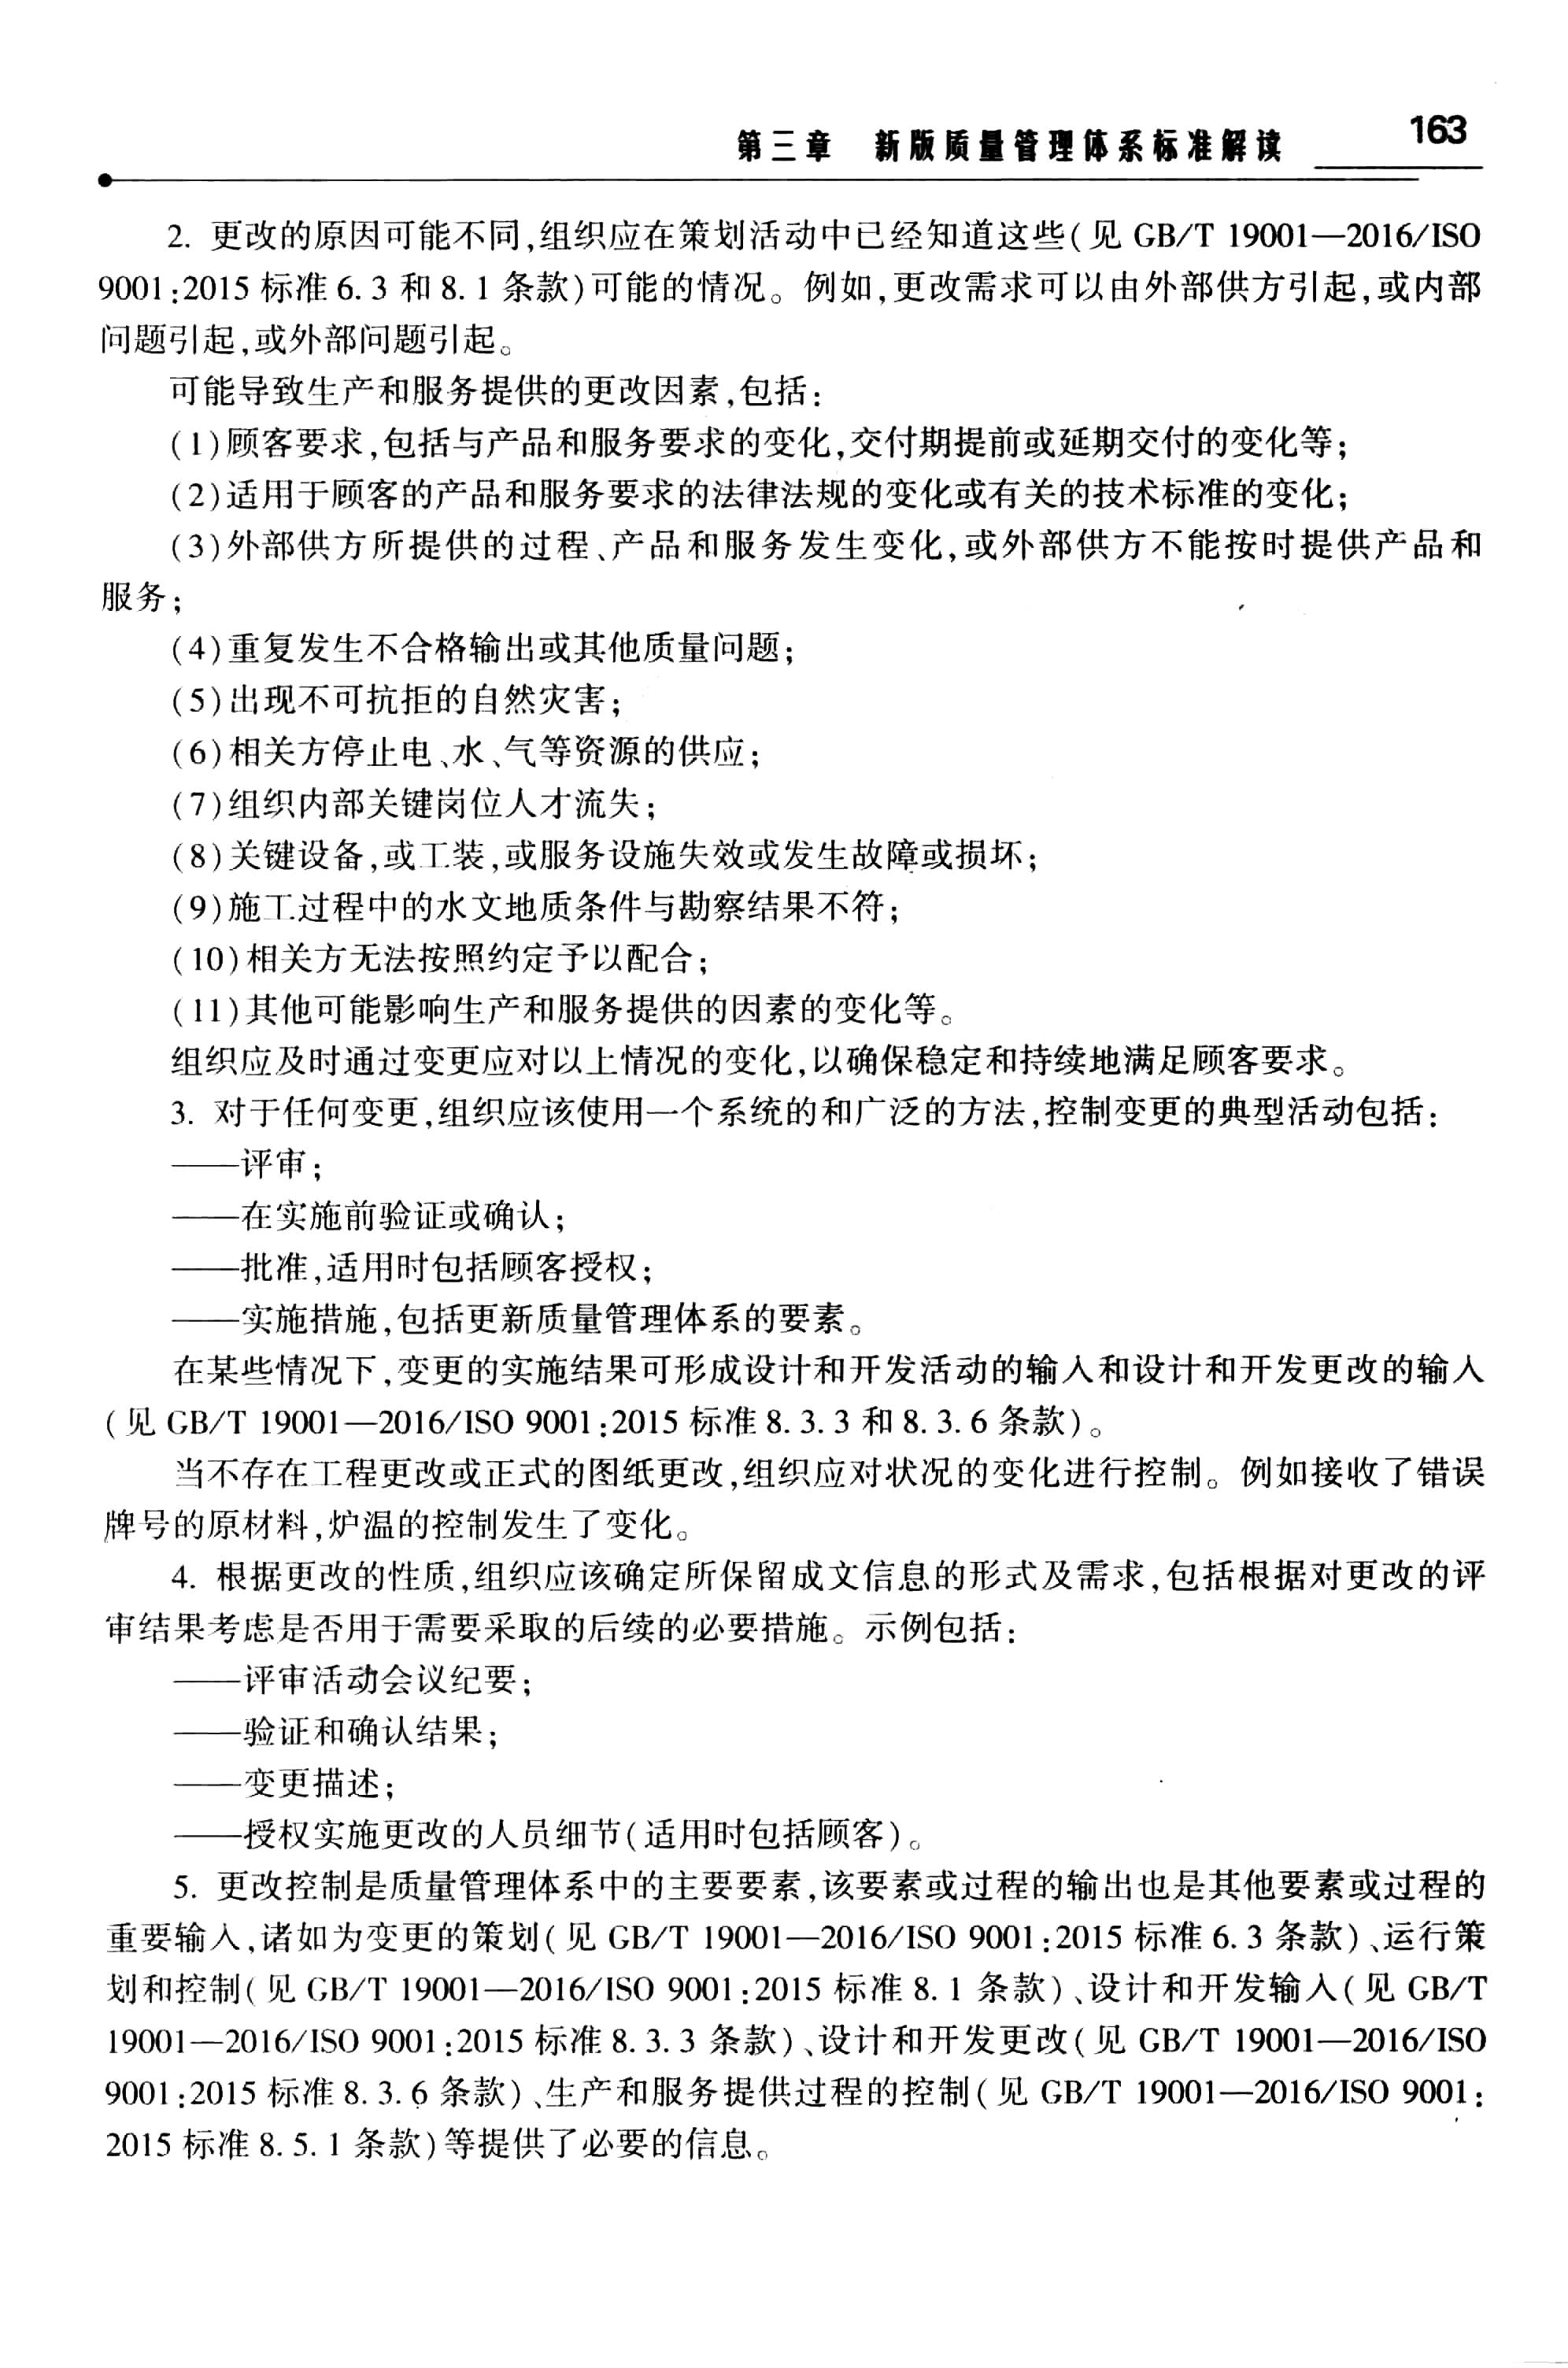 第三章 新版质量管理体系标准解读 163
2. 更改的原因可能不同,组织应在策划活动中已经知道这些(见 GB/T 19001—2016/ISO
9001:2015 标准 6.3 和 8.1 条款)可能的情况。例如,更改需求可以由外部供方引起,或内部
问题引起,或外部问题引起。
可能导致生产和服务提供的更改因素,包括:
(1)顾客要求,包括与产品和服务要求的变化,交付期提前或延期交付的变化等;
(2)适用于顾客的产品和服务要求的法律法规的变化或有关的技术标准的变化;
(3)外部供方所提供的过程、产品和服务发生变化,或外部供方不能按时提供产品和
服务;
(4)重复发生不合格输出或其他质量问题;
(5)出现不可抗拒的自然灾害;
(6)相关方停止电、水、气等资源的供应;
(7)组织内部关键岗位人才流失;
(8)关键设备,或工装,或服务设施失效或发生故障或损坏;
(9)施工过程中的水文地质条件与勘察结果不符;
(10)相关方无法按照约定予以配合;
(11)其他可能影响生产和服务提供的因素的变化等。
组织应及时通过变更应对以上情况的变化,以确保稳定和持续地满足顾客要求。
3. 对于任何变更,组织应该使用一个系统的和广泛的方法,控制变更的典型活动包括:
——评审;
——在实施前验证或确认;
——批准,适用时包括顾客授权;
——实施措施,包括更新质量管理体系的要素。
在某些情况下,变更的实施结果可形成设计和开发活动的输入和设计和开发更改的输入
(见 GB/T 19001—2016/ISO 9001:2015 标准 8.3.3 和 8.3.6 条款)。
当不存在工程更改或正式的图纸更改,组织应对状况的变化进行控制。例如接收了错误
牌号的原材料,炉温的控制发生了变化。
4. 根据更改的性质,组织应该确定所保留成文信息的形式及需求,包括根据对更改的评
审结果考虑是否用于需要采取的后续的必要措施。示例包括:
——评审活动会议纪要;
——验证和确认结果;
——变更描述;
——授权实施更改的人员细节(适用时包括顾客)。
5. 更改控制是质量管理体系中的主要要素,该要素或过程的输出也是其他要素或过程的
重要输入,诸如为变更的策划(见 GB/T 19001—2016/ISO 9001:2015 标准 6.3 条款)、运行策
划和控制(见 GB/T 19001—2016/ISO 9001:2015 标准 8.1 条款)、设计和开发输入(见 GB/T
19001—2016/ISO 9001:2015 标准 8.3.3 条款)、设计和开发更改(见 GB/T 19001—2016/ISO
9001:2015 标准 8.3.6 条款)、生产和服务提供过程的控制(见 GB/T 19001—2016/ISO 9001:
2015 标准 8.5.1 条款)等提供了必要的信息。